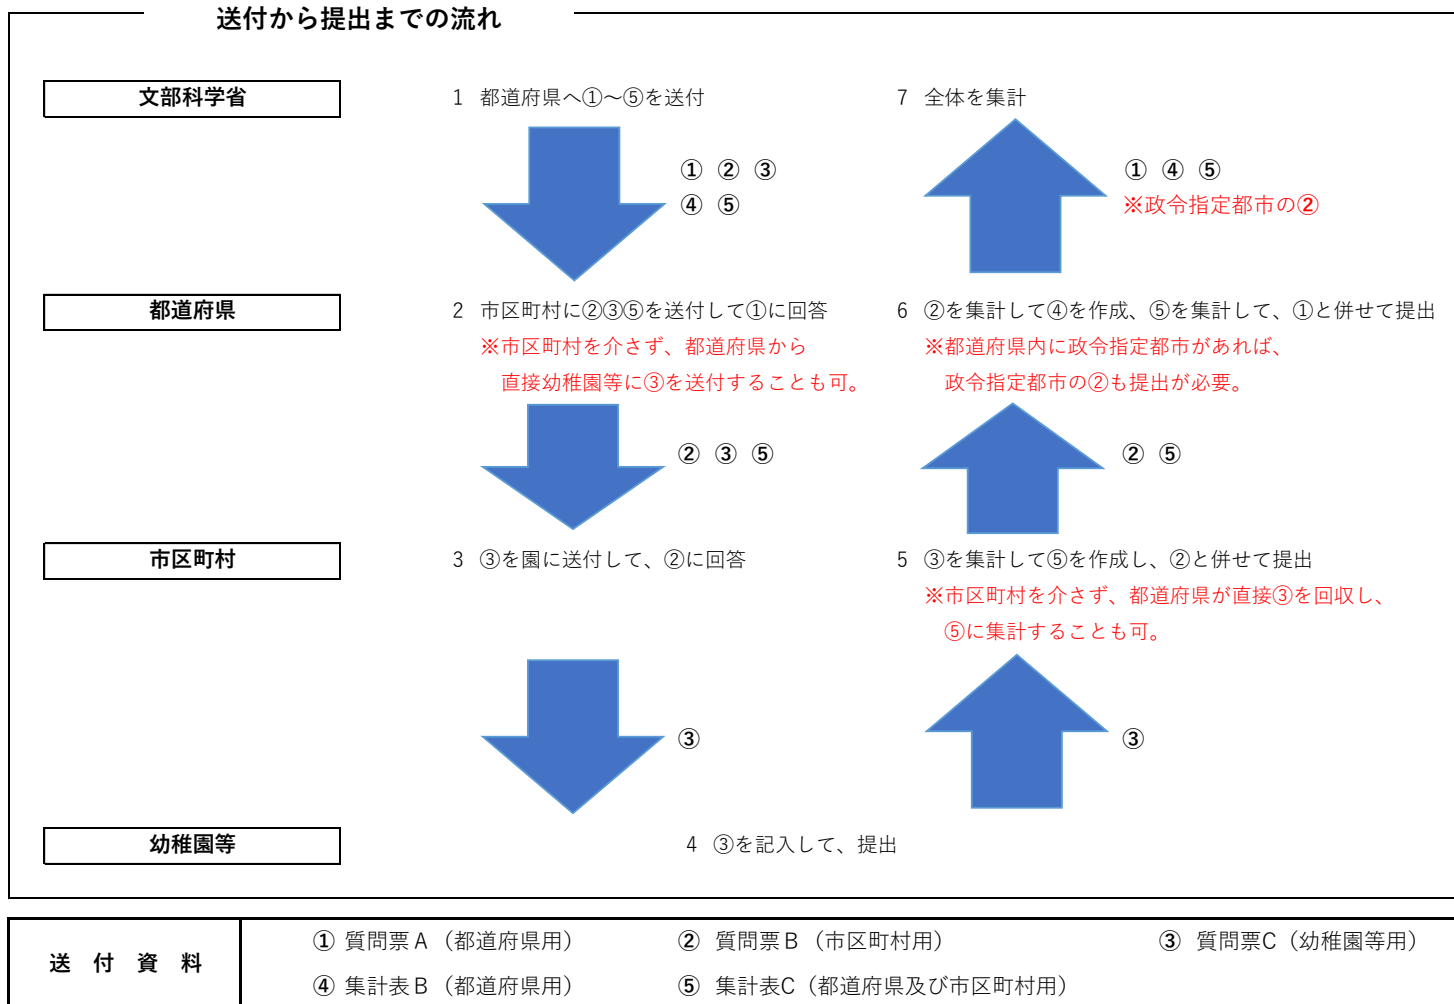 送付から提出までの流れ
文部科学省
1 都道府県へ①～⑤を送付
7 全体を集計
① ② ③
④ ⑤
① ④ ⑤
※政令指定都市の②
都道府県
2 市区町村に②③⑤を送付して①に回答
※市区町村を介さず、都道府県から
直接幼稚園等に③を送付することも可。
6 ②を集計して④を作成、⑤を集計して、①と併せて提出
※都道府県内に政令指定都市があれば、
政令指定都市の②も提出が必要。
② ③ ⑤
② ⑤
市区町村
3 ③を園に送付して、②に回答
5 ③を集計して⑤を作成し、②と併せて提出
※市区町村を介さず、都道府県が直接③を回収し、
⑤に集計することも可。
③
③
幼稚園等
4 ③を記入して、提出
送 付 資 料
① 質問票Ａ（都道府県用） ② 質問票Ｂ（市区町村用） ③ 質問票C（幼稚園等用）
④ 集計表Ｂ（都道府県用） ⑤ 集計表C（都道府県及び市区町村用）